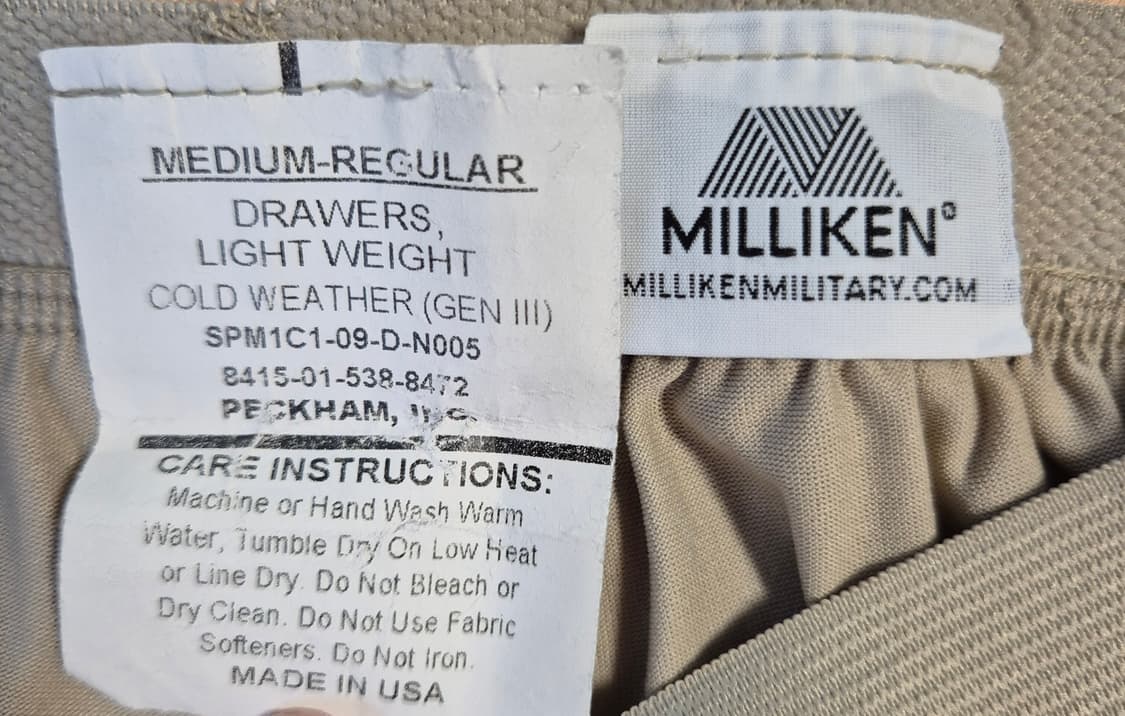 MEDIUM-REGULAR
DRAWERS,
LIGHT WEIGHT
COLD WEATHER (GEN III)
SPM1C1-09-D-N005
8415-01-538-8472
PECKHAM, INC.
CARE INSTRUCTIONS:
Machine or Hand Wash Warm
Water, Tumble Dry On Low Heat
or Line Dry. Do Not Bleach or
Dry Clean. Do Not Use Fabric
Softeners. Do Not Iron.
MADE IN USA
MILLIKEN®
MILLIKENMILITARY.COM